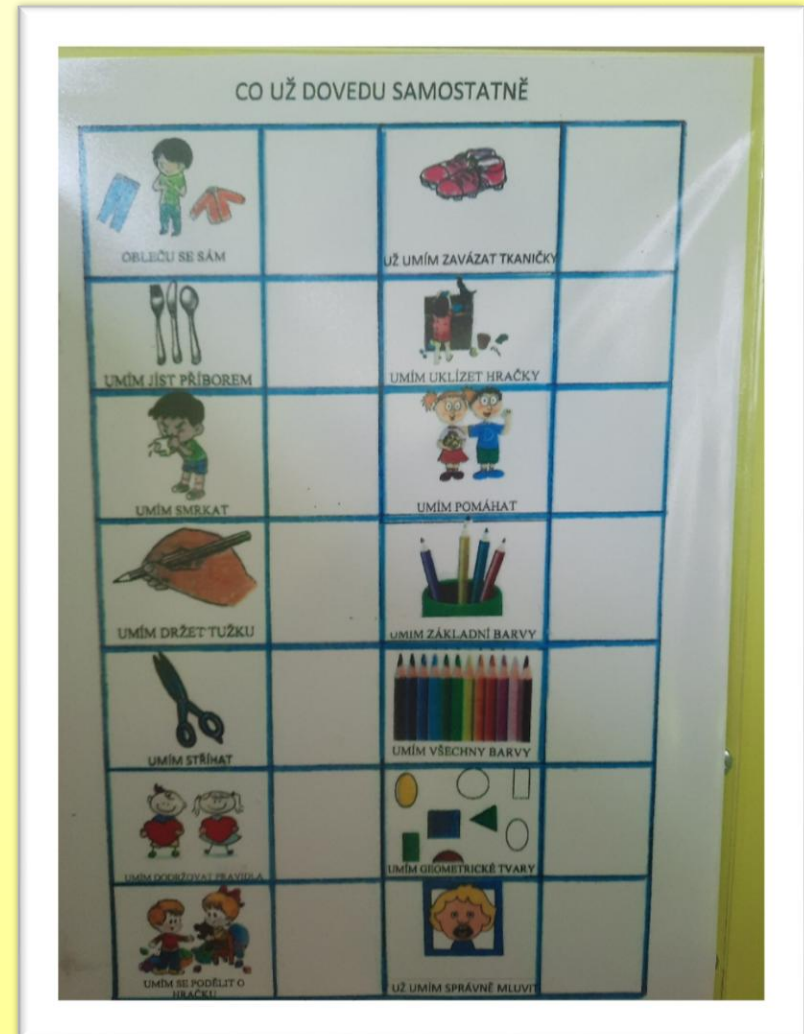 CO UŽ DOVEDU SAMOSTATNĚ
OBLEČU SE SÁM
UŽ UMÍM ZAVÁZAT TKANIČKY
UMÍM JÍST PŘÍBOREM
UMÍM UKLÍZET HRAČKY
UMÍM SMRKAT
UMÍM POMÁHAT
UMÍM DRŽET TUŽKU
UMÍM ZÁKLADNÍ BARVY
UMÍM STŘÍHAT
UMÍM VŠECHNY BARVY
UMÍM DODRŽOVAT PRAVIDLA
UMÍM GEOMETRICKÉ TVARY
UMÍM SE PODĚLIT O
HRAČKU
UŽ UMÍM SPRÁVNĚ MLUVIT